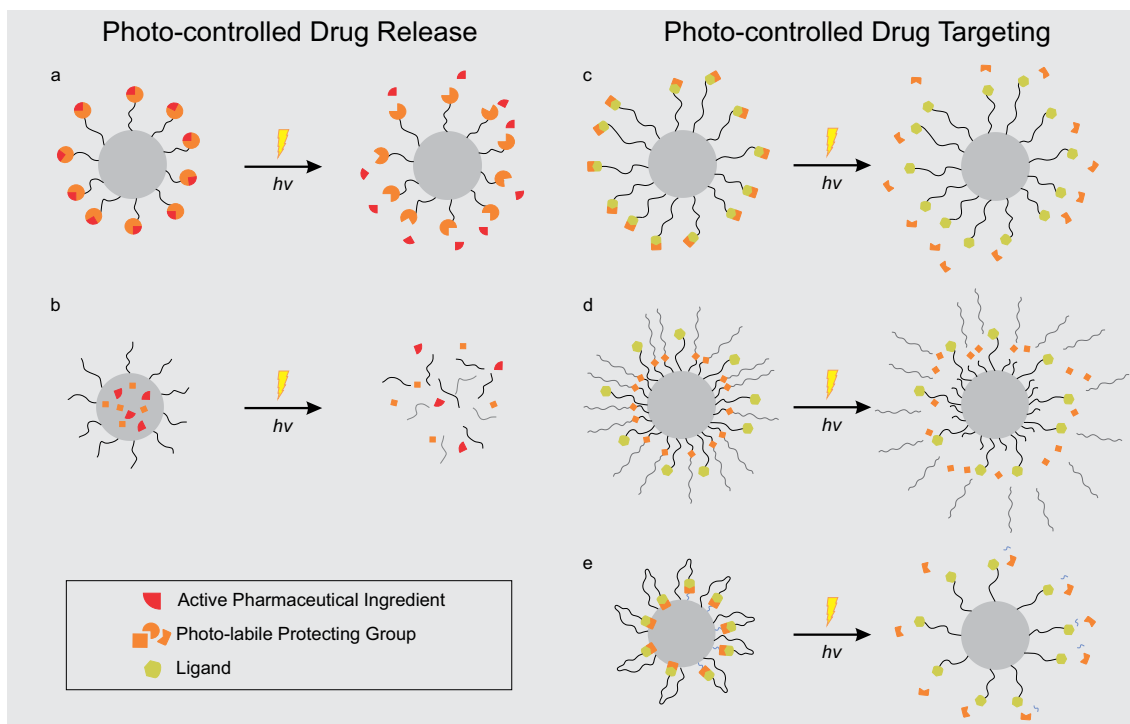 Photo-controlled Drug Release
Photo-controlled Drug Targeting
a
hv
c
hv
b
hv
d
hv
e
hv
Active Pharmaceutical Ingredient
Photo-labile Protecting Group
Ligand